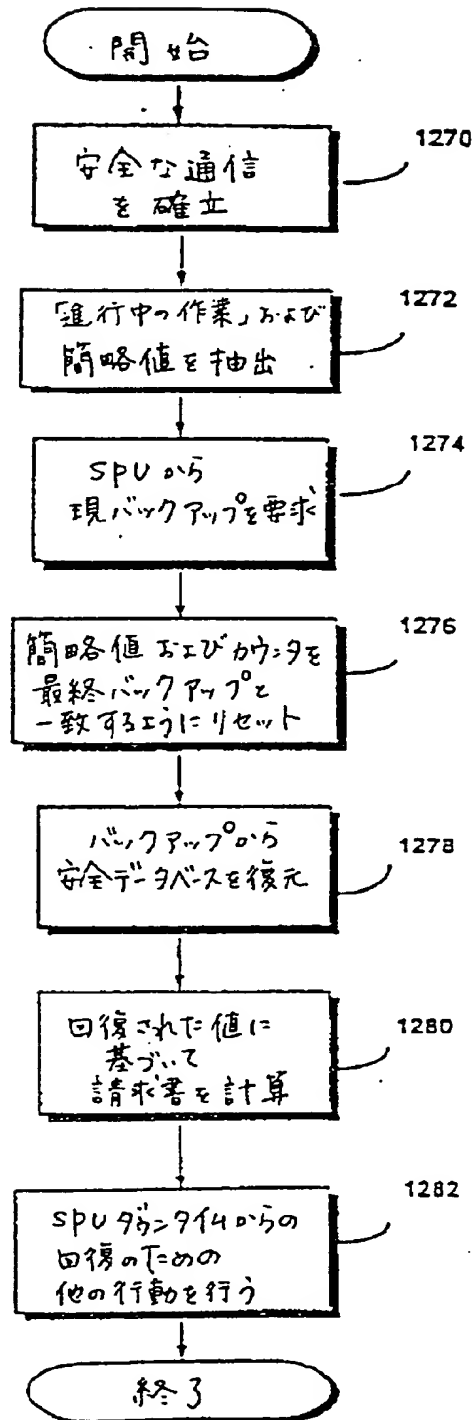 開始
1270
安全な通信
を確立
1272
「進行中の作業」および
簡略値を抽出
1274
SPUから
現バックアップを要求
1276
簡略値およびカウンタを
最終バックアップと
一致するようにリセット
1278
バックアップから
安全データベースを復元
1280
回復された値に
基づいて
請求書を計算
1282
SPUダウンタイムからの
回復のための
他の行動を行う
終了